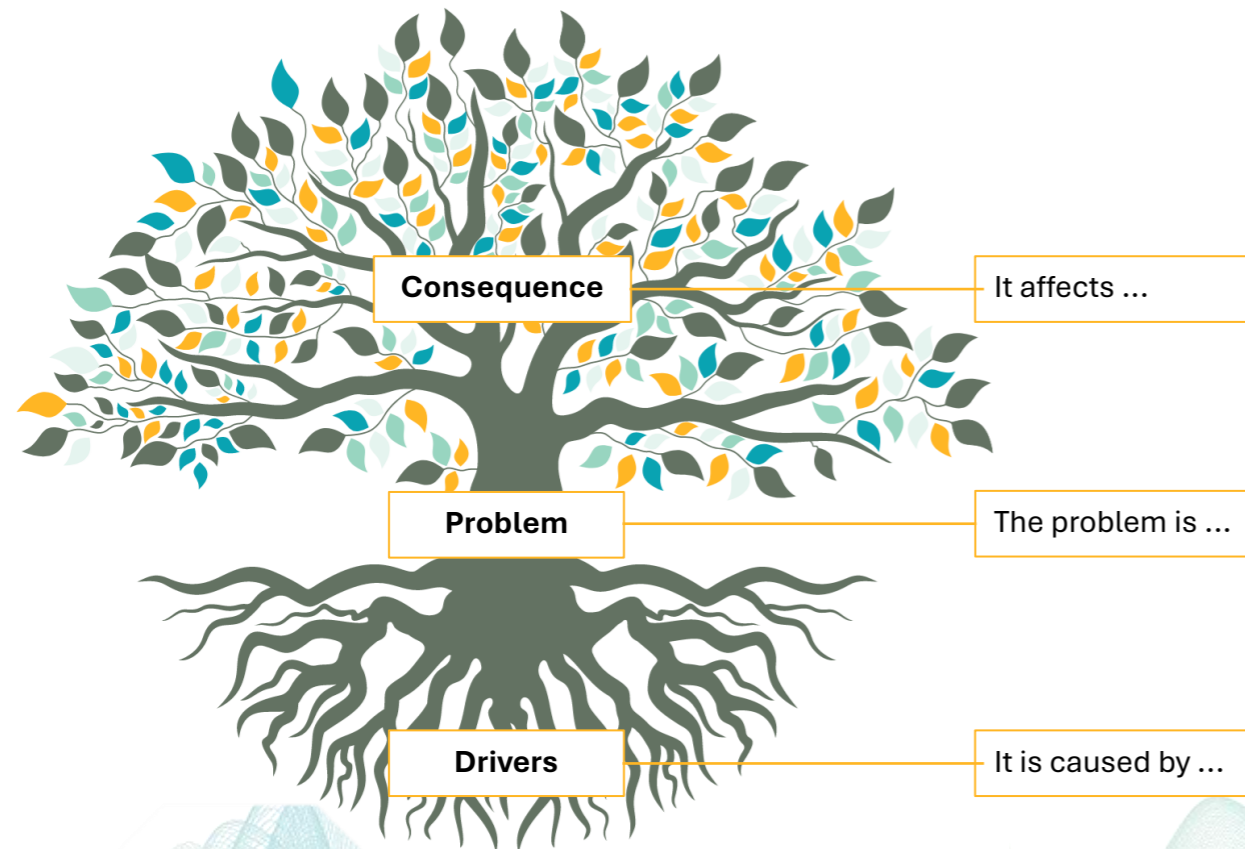 Consequence
It affects ...
Problem
The problem is ...
Drivers
It is caused by ...